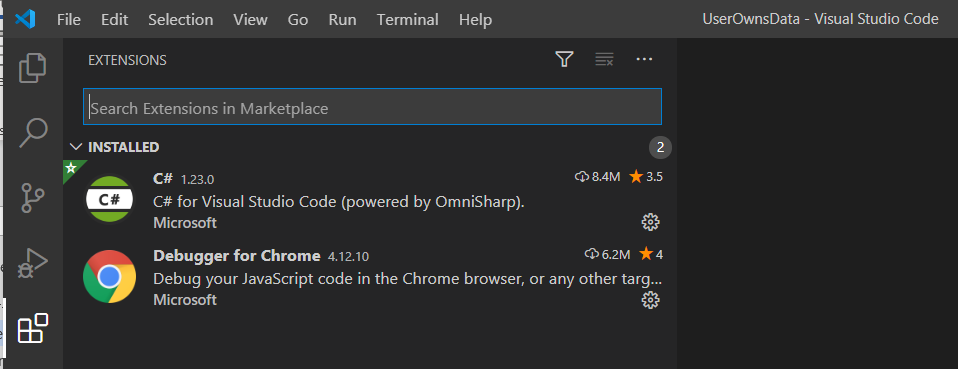 File Edit Selection View Go Run Terminal Help UserOwnsData - Visual Studio Code
EXTENSIONS
Search Extensions in Marketplace
INSTALLED 2
C# 1.23.0 8.4M 3.5
C#
C# for Visual Studio Code (powered by OmniSharp).
Microsoft
Debugger for Chrome 4.12.10 6.2M 4
Debug your JavaScript code in the Chrome browser, or any other targ...
Microsoft